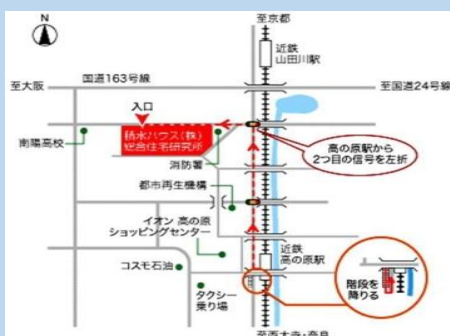 至京都
N
近鉄
山田川駅
国道163号線
至大阪
至国道24号線
入口
積水ハウス(株)
総合住宅研究所
南陽高校
消防署
高の原駅から
2つ目の信号を左折
都市再生機構
イオン 高の原
ショッピングセンター
近鉄
高の原駅
コスモ石油
階段を
降りる
タクシー
乗り場
至西大寺・奈良